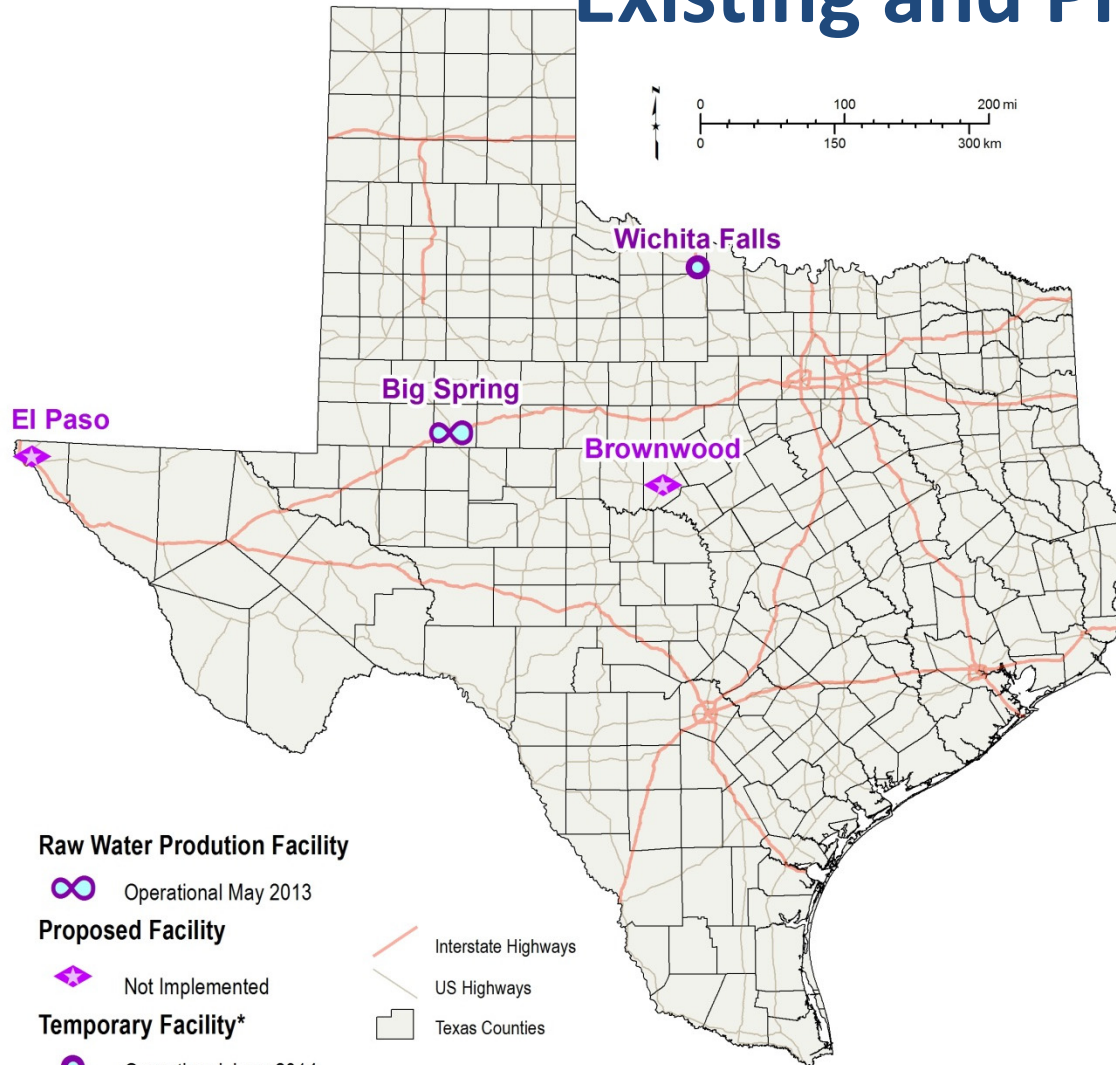 Existing and Pr
N
0 100 200 mi
0 150 300 km
Wichita Falls
Big Spring
El Paso
Brownwood
Raw Water Prodution Facility
Operational May 2013
Proposed Facility
Not Implemented
Temporary Facility*
Interstate Highways
US Highways
Texas Counties